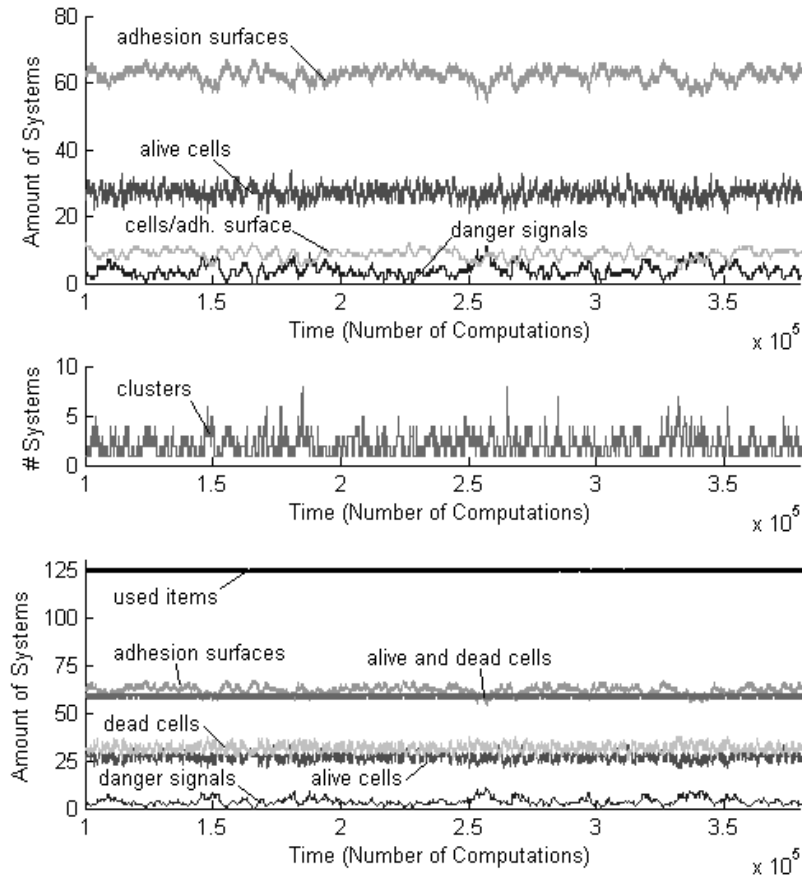 80
60
40
20
0
Amount of Systems
adhesion surfaces
alive cells
cells/adh. surface
danger signals
1
1.5
2
2.5
3
3.5
Time (Number of Computations)
x 10^5
10
5
0
# Systems
clusters
1
1.5
2
2.5
3
3.5
Time (Number of Computations)
x 10^5
125
100
75
50
25
0
Amount of Systems
used items
adhesion surfaces
alive and dead cells
dead cells
danger signals
alive cells
1
1.5
2
2.5
3
3.5
Time (Number of Computations)
x 10^5